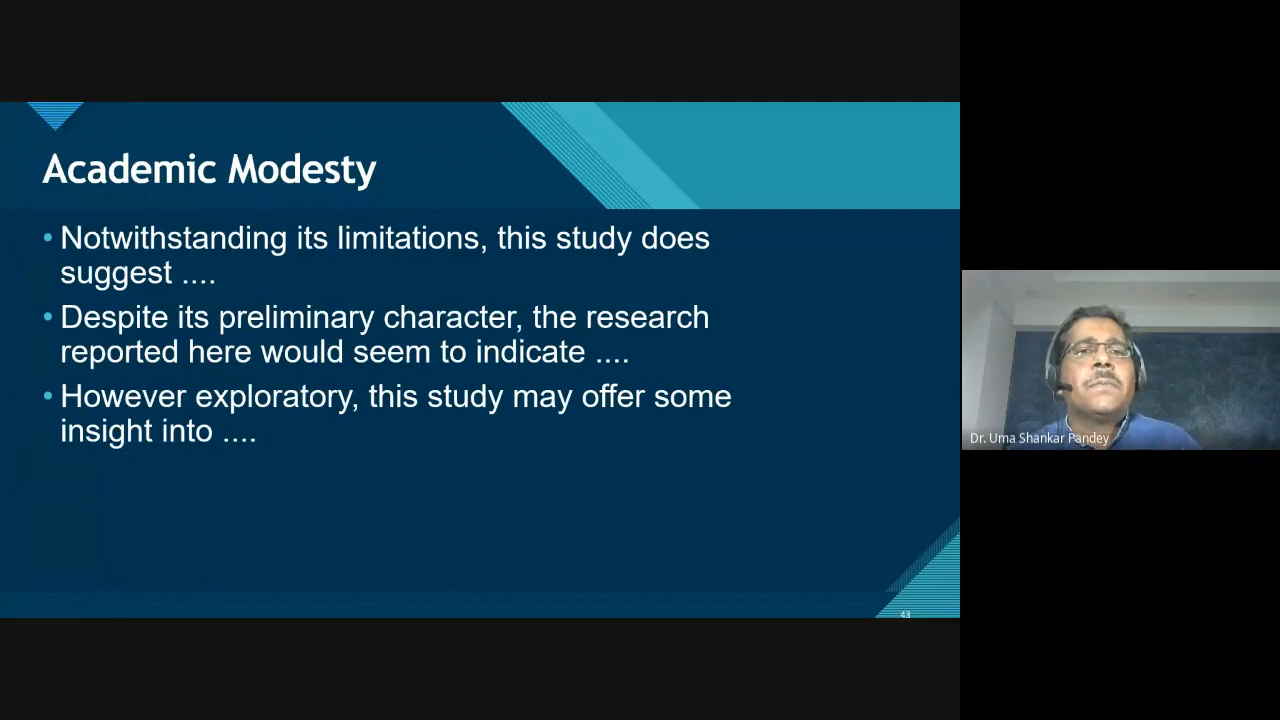 Academic Modesty
• Notwithstanding its limitations, this study does
suggest ....
• Despite its preliminary character, the research
reported here would seem to indicate ....
• However exploratory, this study may offer some
insight into ....
43
Dr. Uma Shankar Pandey